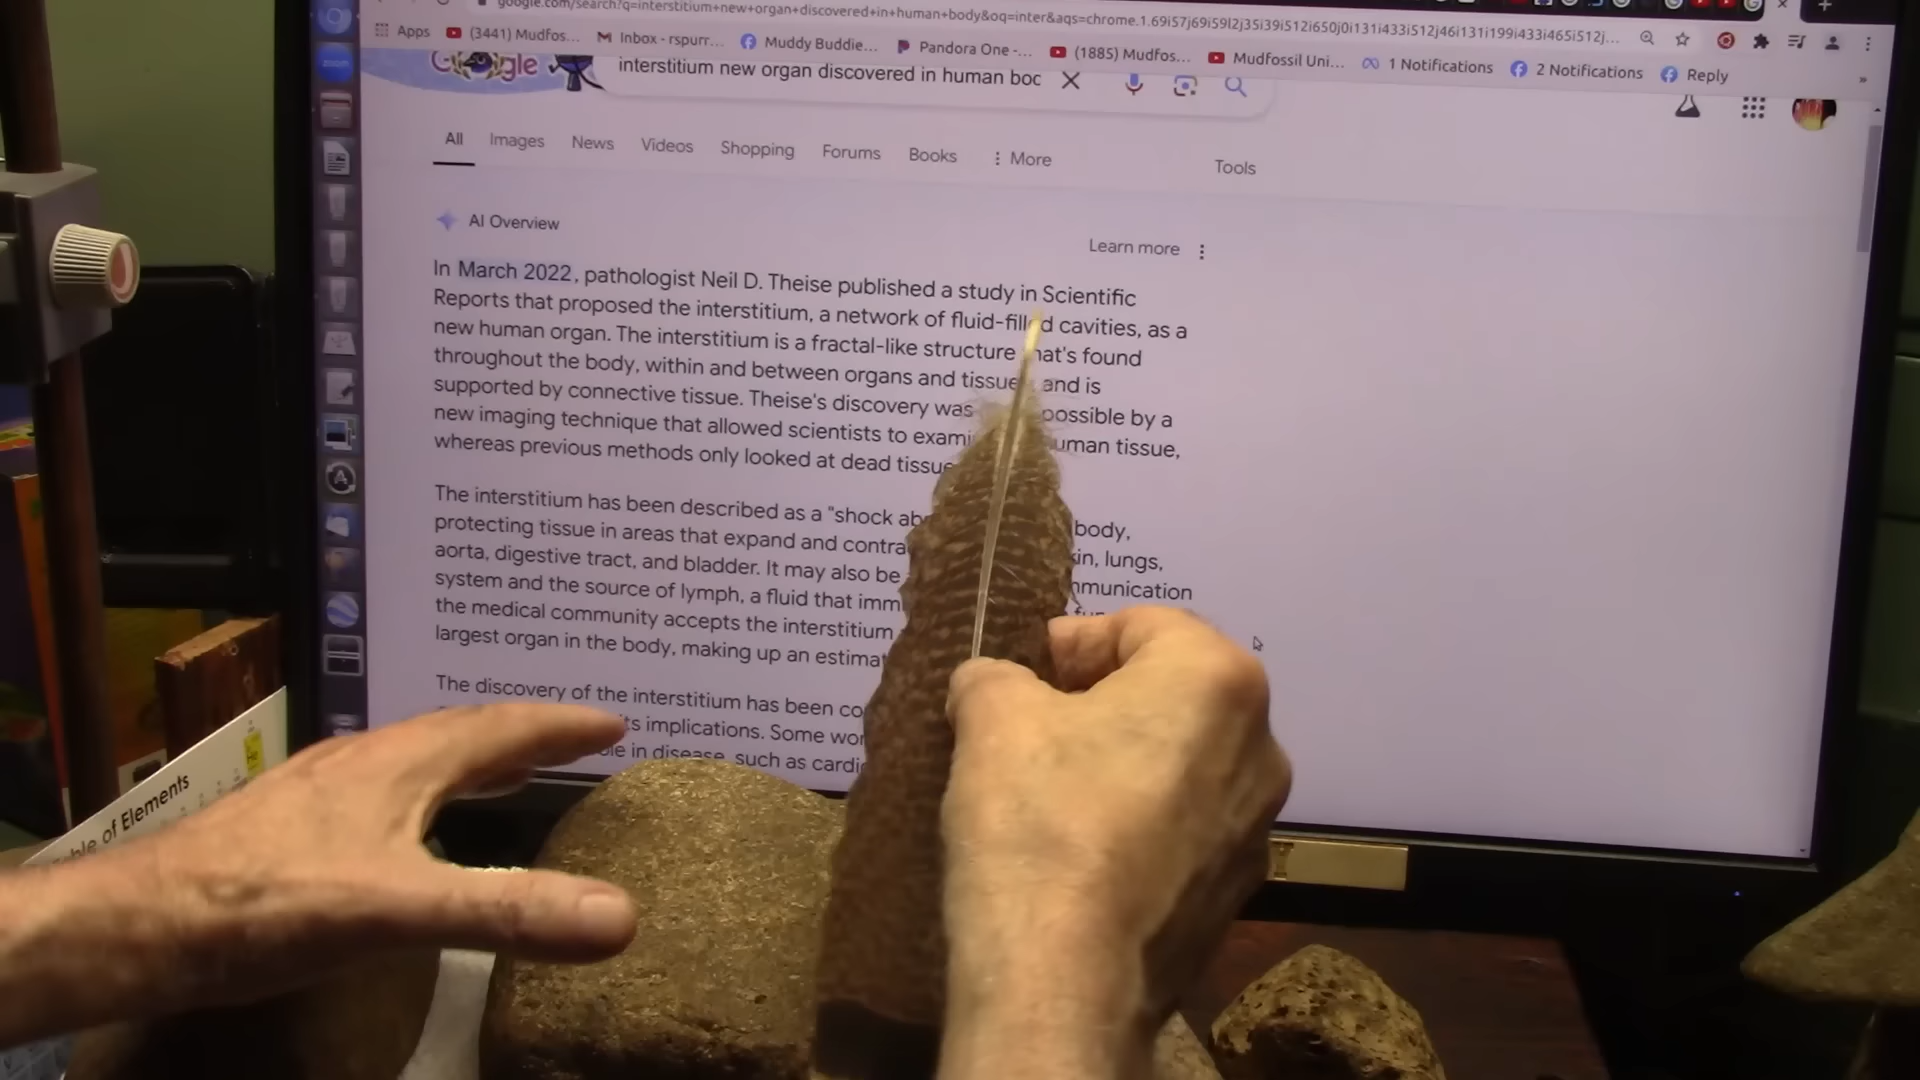 google.com/search?q=interstitium+new+organ+discovered+in+human+body&oq=inter&aqs=chrome.1.69i57j69i59l2j35i39i512i650j0i131i433i512j46i131i199i433i465i512j...
Apps (3441) Mudfos... Inbox - rspurr... Muddy Buddie... Pandora One -... (1885) Mudfos... Mudfossil Uni... 1 Notifications 2 Notifications Reply »
zoom
interstitium new organ discovered in human boc
All Images News Videos Shopping Forums Books More Tools
AI Overview
Learn more
In March 2022, pathologist Neil D. Theise published a study in Scientific
Reports that proposed the interstitium, a network of fluid-filled cavities, as a
new human organ. The interstitium is a fractal-like structure hat's found
throughout the body, within and between organs and tissue and is
supported by connective tissue. Theise's discovery was possible by a
new imaging technique that allowed scientists to exami uman tissue,
whereas previous methods only looked at dead tissue
The interstitium has been described as a "shock ab body,
protecting tissue in areas that expand and contra in, lungs,
aorta, digestive tract, and bladder. It may also be mmunication
system and the source of lymph, a fluid that imm
the medical community accepts the interstitium
largest organ in the body, making up an estimat
The discovery of the interstitium has been co
ts implications. Some wor
ole in disease, such as cardi
ble of Elements